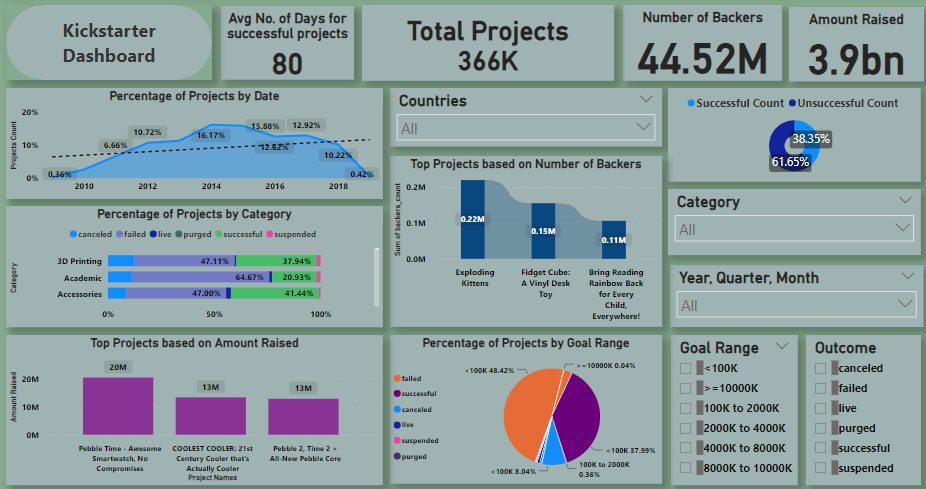 Kickstarter
Dashboard
Avg No. of Days for
successful projects
80
Total Projects
366K
Number of Backers
44.52M
Amount Raised
3.9bn
Percentage of Projects by Date
Projects Count
20%
10%
0%
0.36%
6.66%
10.72%
16.17%
15.88%
12.62%
12.92%
10.22%
0.42%
2010
2012
2014
2016
2018
Countries
All
Successful Count
Unsuccessful Count
38.35%
61.65%
Percentage of Projects by Category
canceled
failed
live
purged
successful
suspended
Category
3D Printing
47.11%
37.94%
Academic
64.67%
20.93%
Accessories
47.00%
41.44%
0%
50%
100%
Top Projects based on Number of Backers
Sum of backers_count
0.2M
0.1M
0.0M
0.22M
0.15M
0.11M
Exploding
Kittens
Fidget Cube:
A Vinyl Desk
Toy
Bring Reading
Rainbow Back
for Every
Child,
Everywhere!
Category
All
Year, Quarter, Month
All
Top Projects based on Amount Raised
Amount Raised
20M
10M
0M
20M
13M
13M
Pebble Time - Awesome
Smartwatch, No
Compromises
COOLEST COOLER: 21st
Century Cooler that's
Actually Cooler
Pebble 2, Time 2 +
All-New Pebble Core
Project Names
Percentage of Projects by Goal Range
failed
successful
canceled
live
suspended
purged
<100K 48.42%
>=10000K 0.04%
<100K 37.99%
100K to 2000K
0.36%
<100K 8.04%
Goal Range
<100K
>=10000K
100K to 2000K
2000K to 4000K
4000K to 8000K
8000K to 10000K
Outcome
canceled
failed
live
purged
successful
suspended